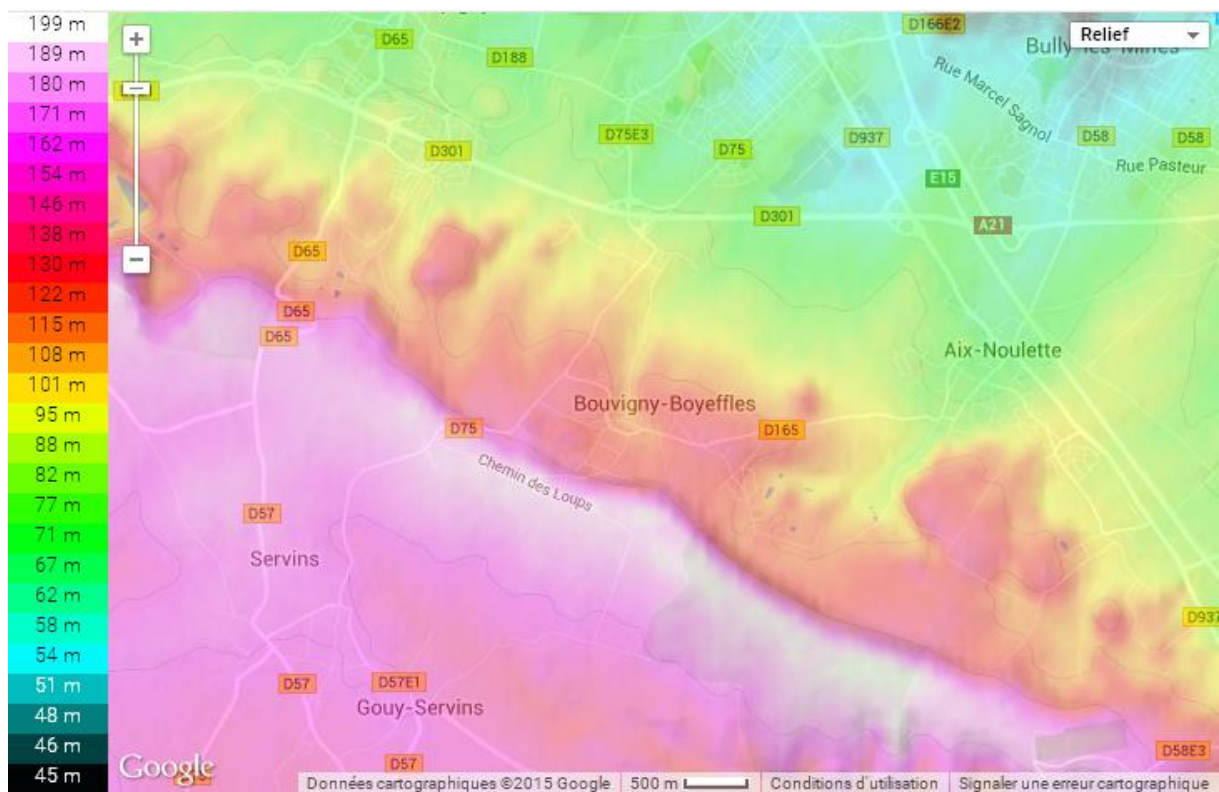 199 m
189 m
180 m
171 m
162 m
154 m
146 m
138 m
130 m
122 m
115 m
108 m
101 m
95 m
88 m
82 m
77 m
71 m
67 m
62 m
58 m
54 m
51 m
48 m
46 m
45 m
D166E2
Relief
D65
Bully-les-Mines
D188
Rue Marcel Sagnol
D75E3
D937
D58
D58
D301
D75
Rue Pasteur
E15
D301
A21
D65
D65
D65
Aix-Noulette
Bouvigny-Boyeffles
D75
D165
Chemin des Loups
D57
Servins
D937
D57
D57E1
Gouy-Servins
D58E3
D57
Google
Données cartographiques ©2015 Google
500 m
Conditions d'utilisation
Signaler une erreur cartographique